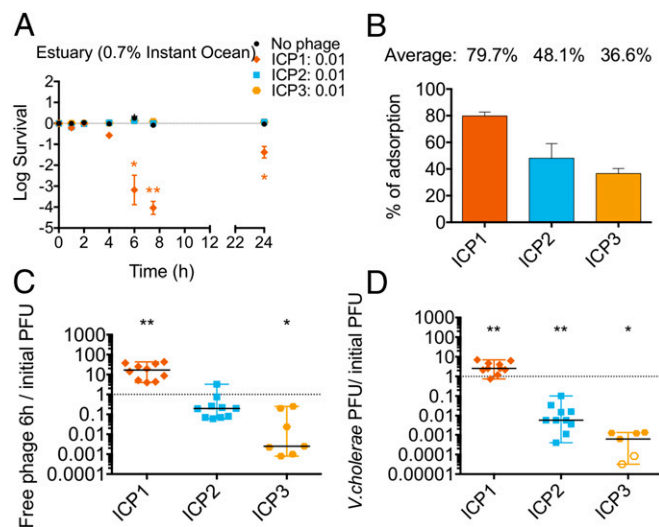 A
Estuary (0.7% Instant Ocean)
No phage
ICP1: 0.01
ICP2: 0.01
ICP3: 0.01
Log Survival
2
1
0
-1
-2
-3
-4
-5
*
*
**
*
0 2 4 6 8 10 12 22 24
Time (h)
B
Average: 79.7% 48.1% 36.6%
% of adsorption
100
80
60
40
20
0
ICP1 ICP2 ICP3
C
Free phage 6h / initial PFU
1000
100
10
1
0.1
0.01
0.001
0.0001
** *
ICP1 ICP2 ICP3
D
V.cholerae PFU/ initial PFU
1000
100
10
1
0.1
0.01
0.001
0.0001
0.00001
** ** *
ICP1 ICP2 ICP3